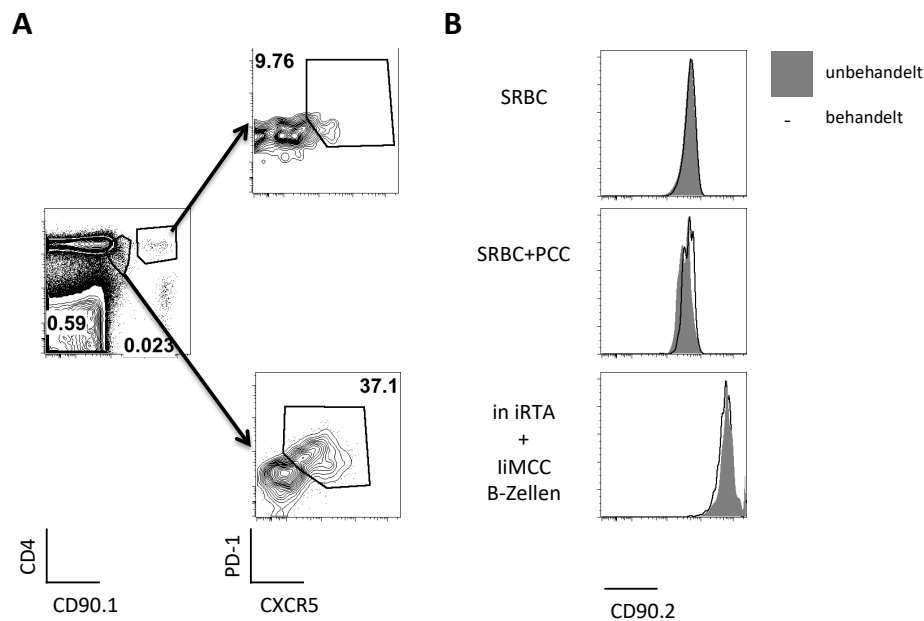 A
9.76
0.59
0.023
37.1
CD4
CD90.1
PD-1
CXCR5
B
SRBC
SRBC+PCC
in iRTA
+
IiMCC
B-Zellen
CD90.2
unbehandelt
- behandelt